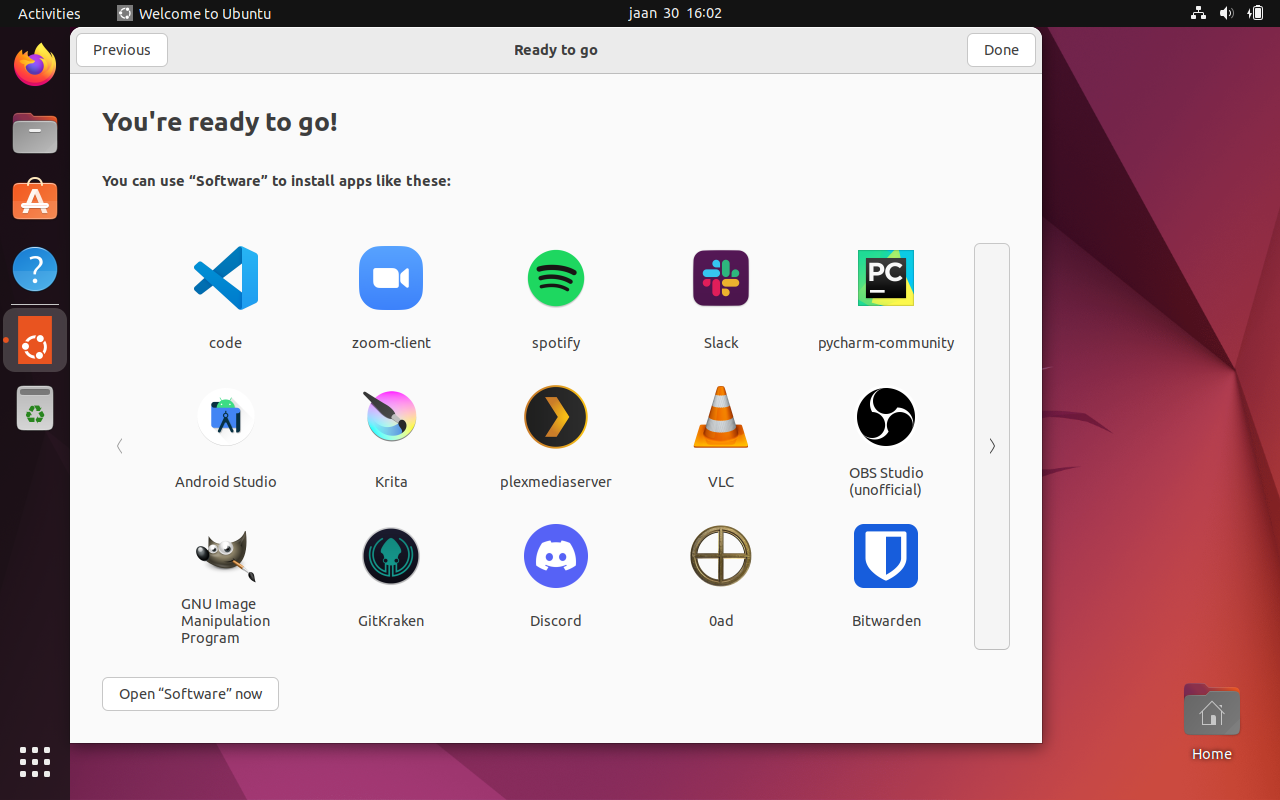 Activities
Welcome to Ubuntu
jaan 30 16:02
Previous
Ready to go
Done
You're ready to go!
You can use “Software” to install apps like these:
code
zoom-client
spotify
Slack
PC
pycharm-community
Android Studio
Krita
plexmediaserver
VLC
OBS Studio
(unofficial)
GNU Image
Manipulation
Program
GitKraken
Discord
0ad
Bitwarden
Open “Software” now
Home